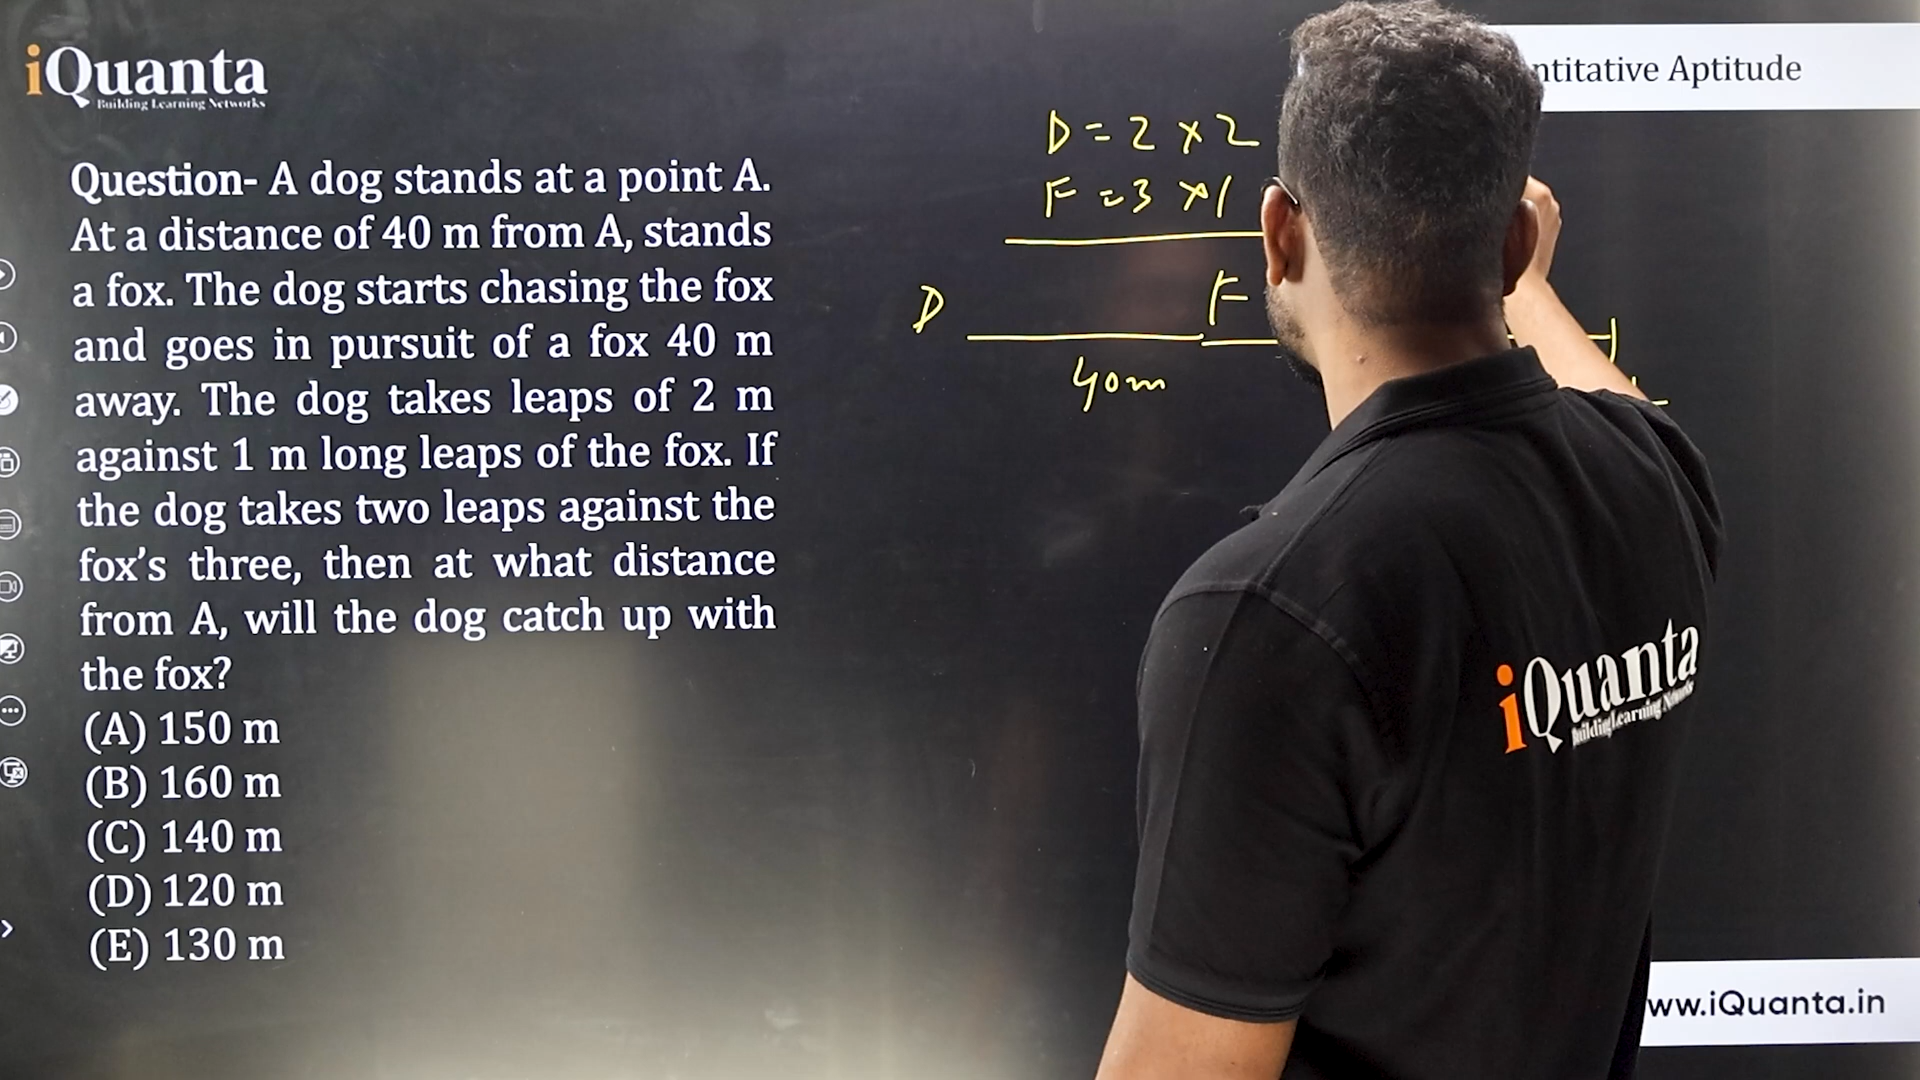 iQuanta
Building Learning Networks
ntitative Aptitude
Question- A dog stands at a point A.
At a distance of 40 m from A, stands
a fox. The dog starts chasing the fox
and goes in pursuit of a fox 40 m
away. The dog takes leaps of 2 m
against 1 m long leaps of the fox. If
the dog takes two leaps against the
fox's three, then at what distance
from A, will the dog catch up with
the fox?
(A) 150 m
(B) 160 m
(C) 140 m
(D) 120 m
(E) 130 m
D = 2 × 2
F = 3 × 1
D
F
40m
iQuanta
Building Learning Networks
ww.iQuanta.in